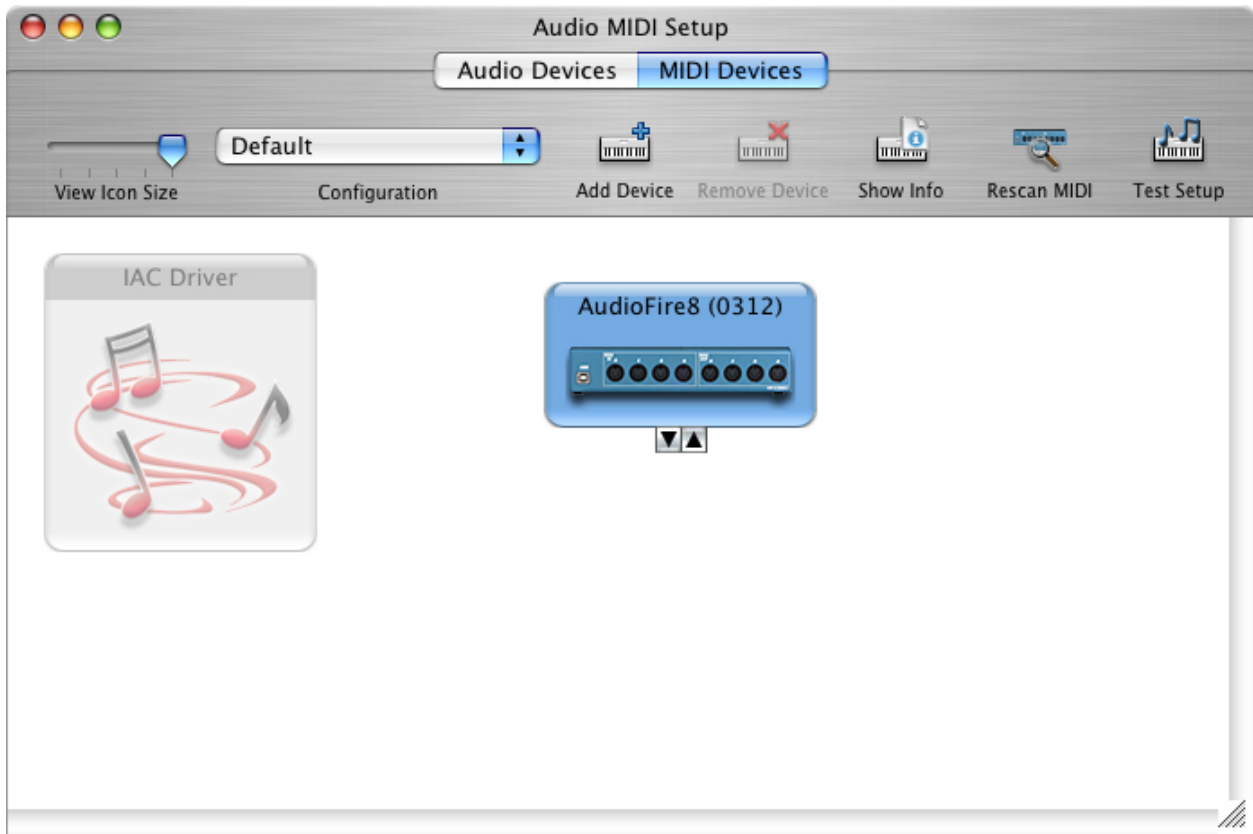 Audio MIDI Setup
Audio Devices
MIDI Devices
Default
View Icon Size
Configuration
Add Device
Remove Device
Show Info
Rescan MIDI
Test Setup
IAC Driver
AudioFire8 (0312)